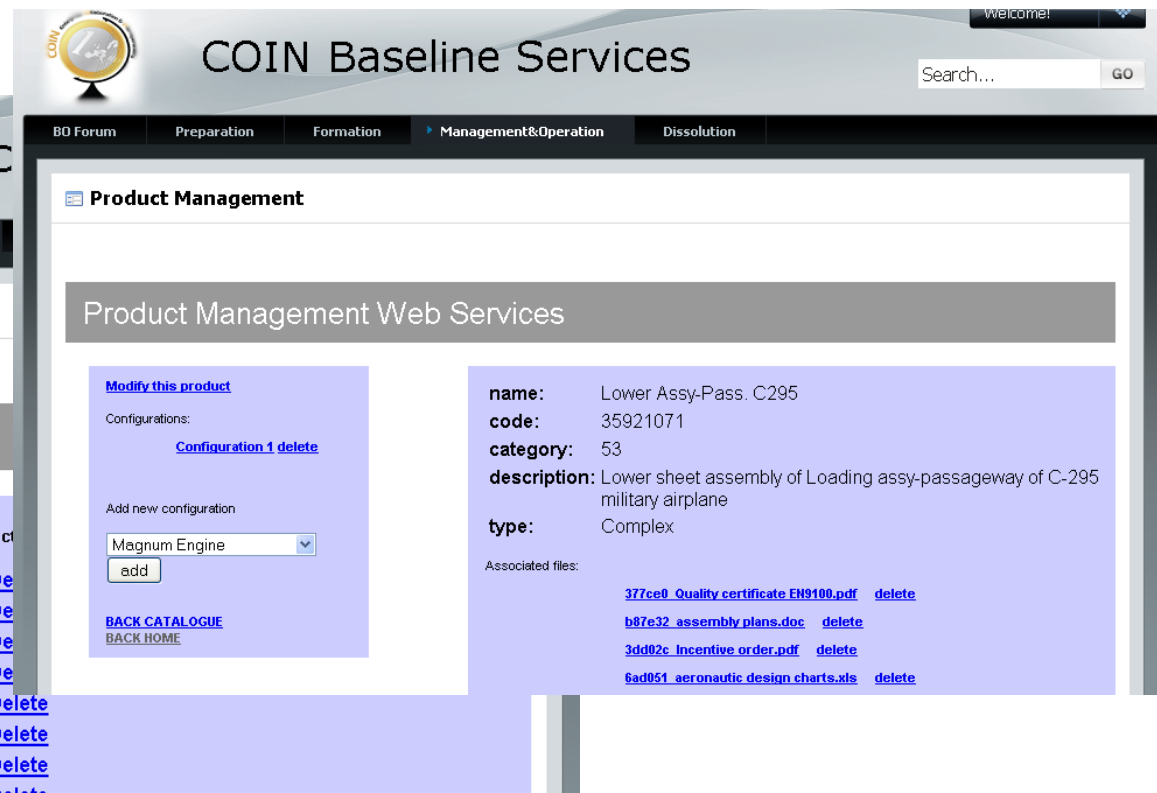 Welcome!
COIN
COIN Baseline Services
Search...
GO
BO Forum Preparation Formation Management&Operation Dissolution
Product Management
Product Management Web Services
Modify this product
Configurations:
Configuration 1 delete
Add new configuration
Magnum Engine
add
BACK CATALOGUE
BACK HOME
name: Lower Assy-Pass. C295
code: 35921071
category: 53
description: Lower sheet assembly of Loading assy-passageway of C-295
military airplane
type: Complex
Associated files:
377ce0_Quality certificate EN9100.pdf delete
b87e32_assembly plans.doc delete
3dd02c_Incentive order.pdf delete
6ad051_aeronautic design charts.xls delete
elete
elete
elete